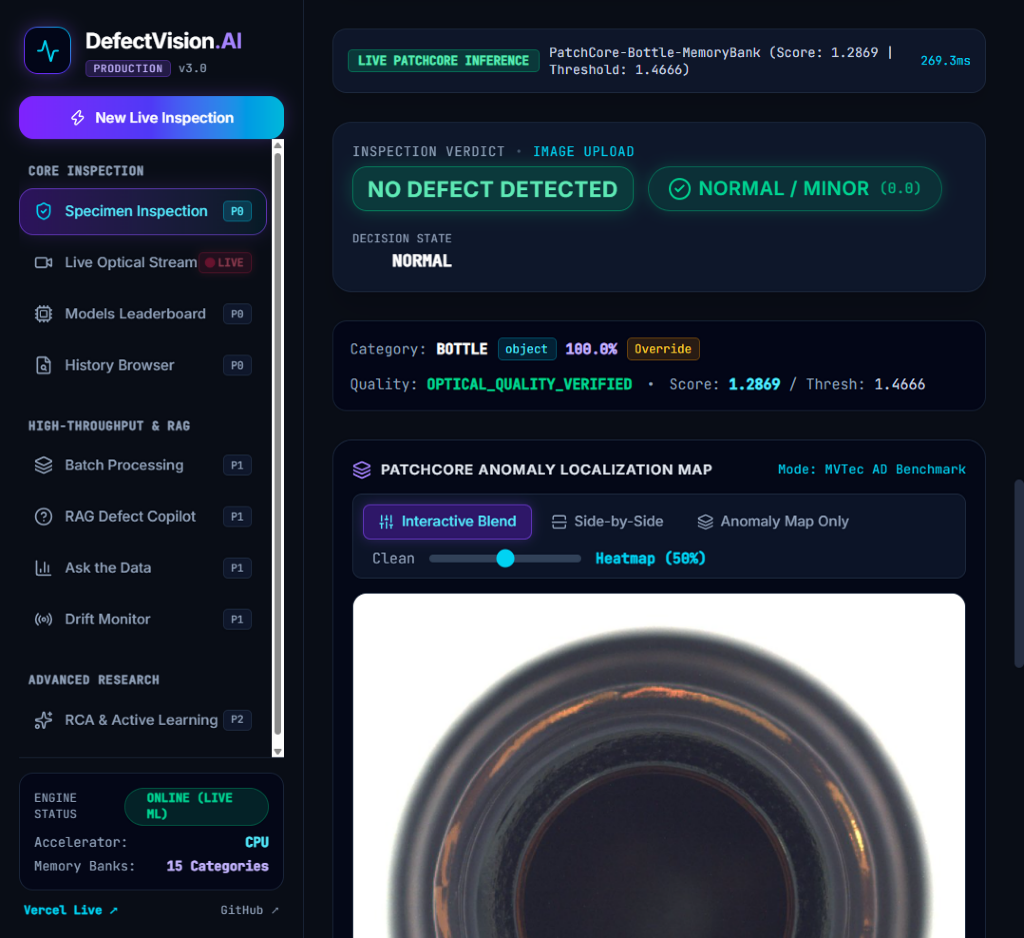 DefectVision.AI
PRODUCTION v3.0
New Live Inspection
CORE INSPECTION
Specimen Inspection P0
Live Optical Stream LIVE
Models Leaderboard P0
History Browser P0
HIGH-THROUGHPUT & RAG
Batch Processing P1
RAG Defect Copilot P1
Ask the Data P1
Drift Monitor P1
ADVANCED RESEARCH
RCA & Active Learning P2
ENGINE STATUS ONLINE (LIVE ML)
Accelerator: CPU
Memory Banks: 15 Categories
Vercel Live ↗ GitHub ↗
LIVE PATCHCORE INFERENCE
PatchCore-Bottle-MemoryBank (Score: 1.2869 |
Threshold: 1.4666)
269.3ms
INSPECTION VERDICT • IMAGE UPLOAD
NO DEFECT DETECTED
NORMAL / MINOR (0.0)
DECISION STATE
NORMAL
Category: BOTTLE object 100.0% Override
Quality: OPTICAL_QUALITY_VERIFIED • Score: 1.2869 / Thresh: 1.4666
PATCHCORE ANOMALY LOCALIZATION MAP
Mode: MVTec AD Benchmark
Interactive Blend Side-by-Side Anomaly Map Only
Clean Heatmap (50%)